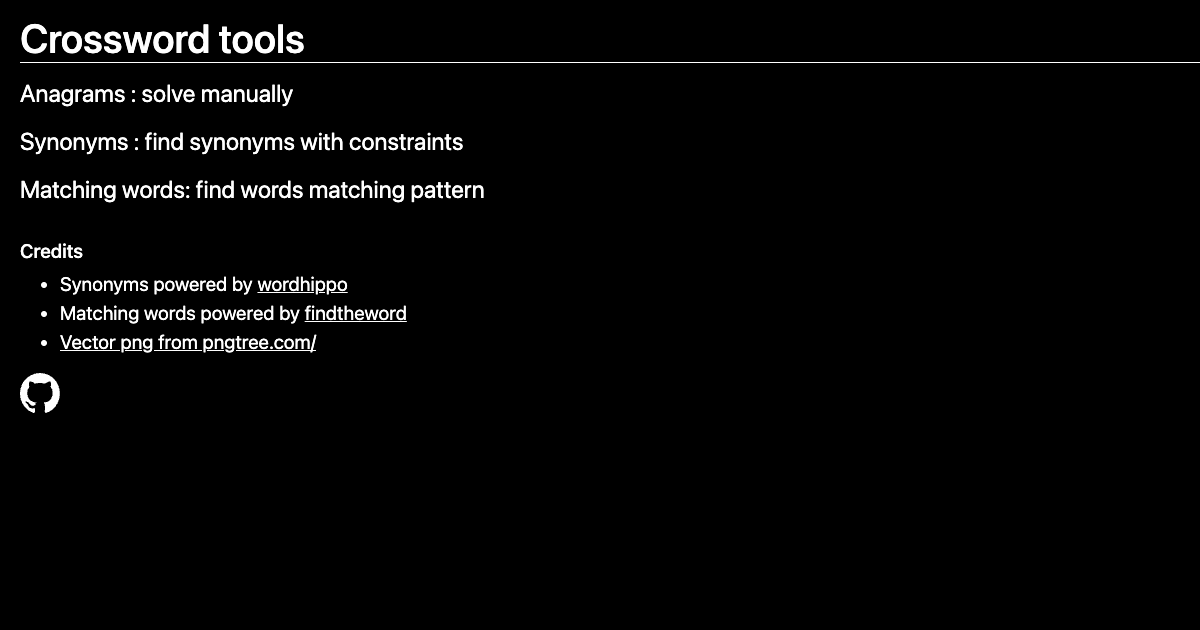 Crossword tools
Anagrams : solve manually
Synonyms : find synonyms with constraints
Matching words: find words matching pattern
Credits
Synonyms powered by wordhippo
Matching words powered by findtheword
Vector png from pngtree.com/